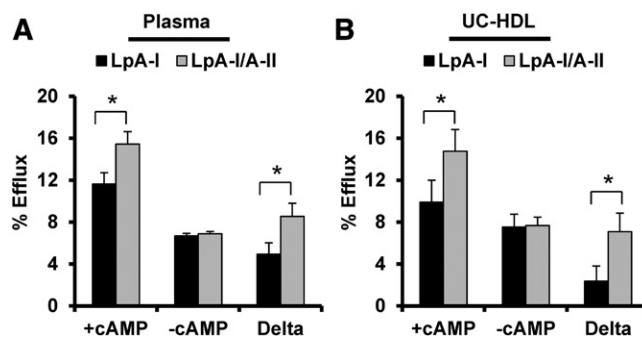 A Plasma
LpA-I LpA-I/A-II
% Efflux
20
16
12
8
4
0
* *
+cAMP -cAMP Delta
B UC-HDL
LpA-I LpA-I/A-II
% Efflux
20
16
12
8
4
0
* *
+cAMP -cAMP Delta